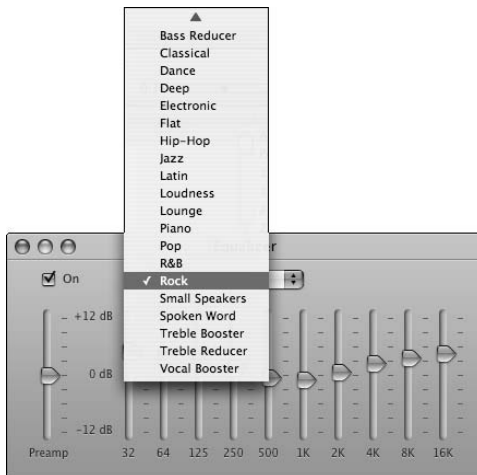 Bass Reducer
Classical
Dance
Deep
Electronic
Flat
Hip-Hop
Jazz
Latin
Loudness
Lounge
Piano
Pop
R&B
✓ Rock
Small Speakers
Spoken Word
Treble Booster
Treble Reducer
Vocal Booster
Equalizer
On
+12 dB
0 dB
-12 dB
Preamp 32 64 125 250 500 1K 2K 4K 8K 16K